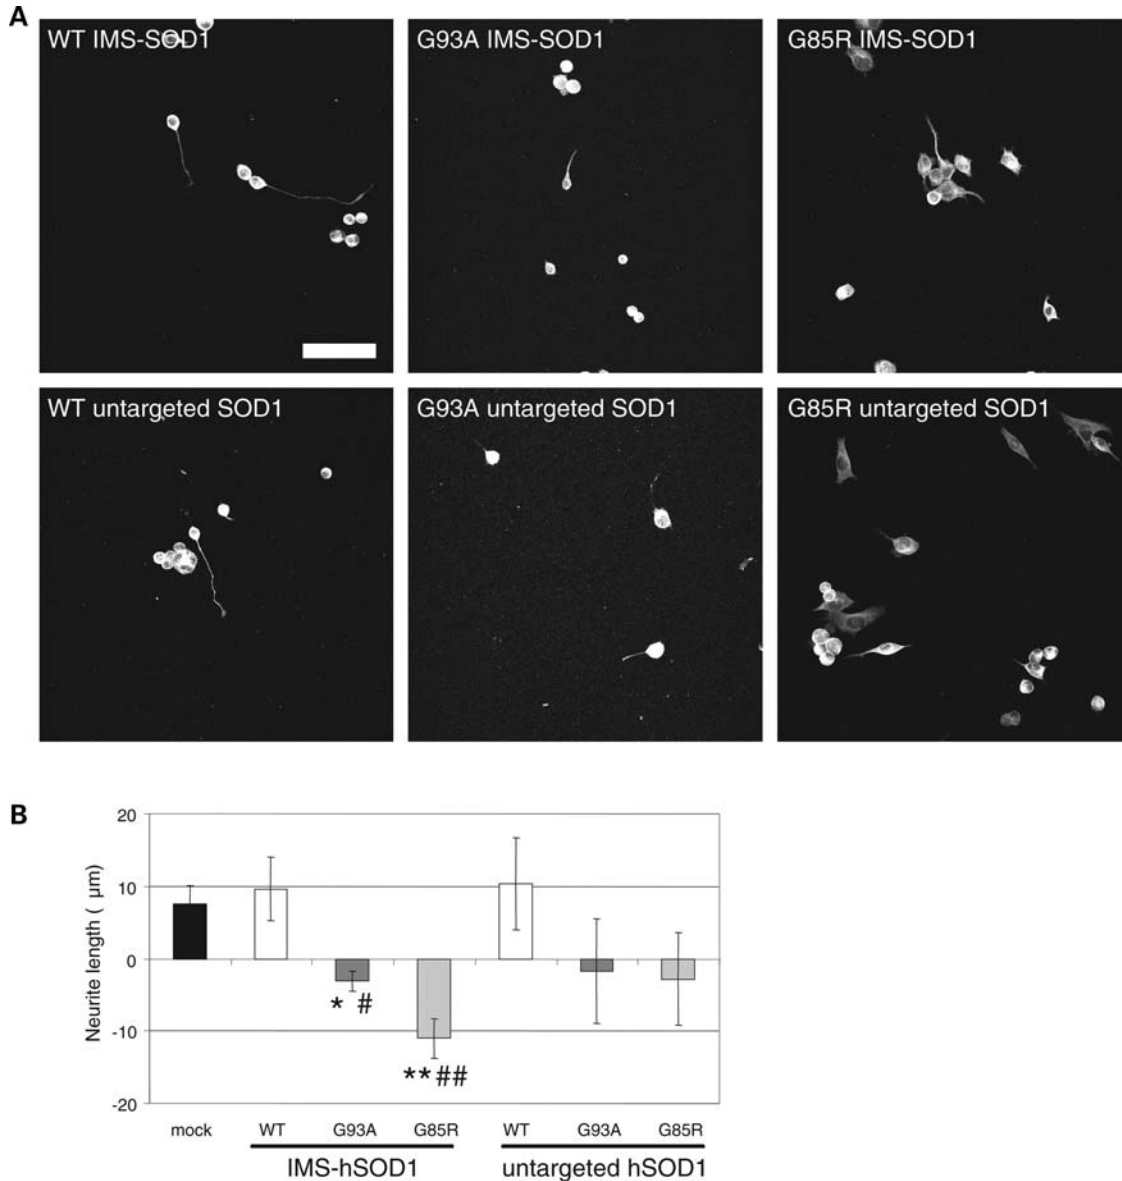 A
WT IMS-SOD1
G93A IMS-SOD1
G85R IMS-SOD1
WT untargeted SOD1
G93A untargeted SOD1
G85R untargeted SOD1
B
Neurite length ( µm)
20
10
0
-10
-20
* #
**##
mock WT G93A G85R WT G93A G85R
IMS-hSOD1 untargeted hSOD1